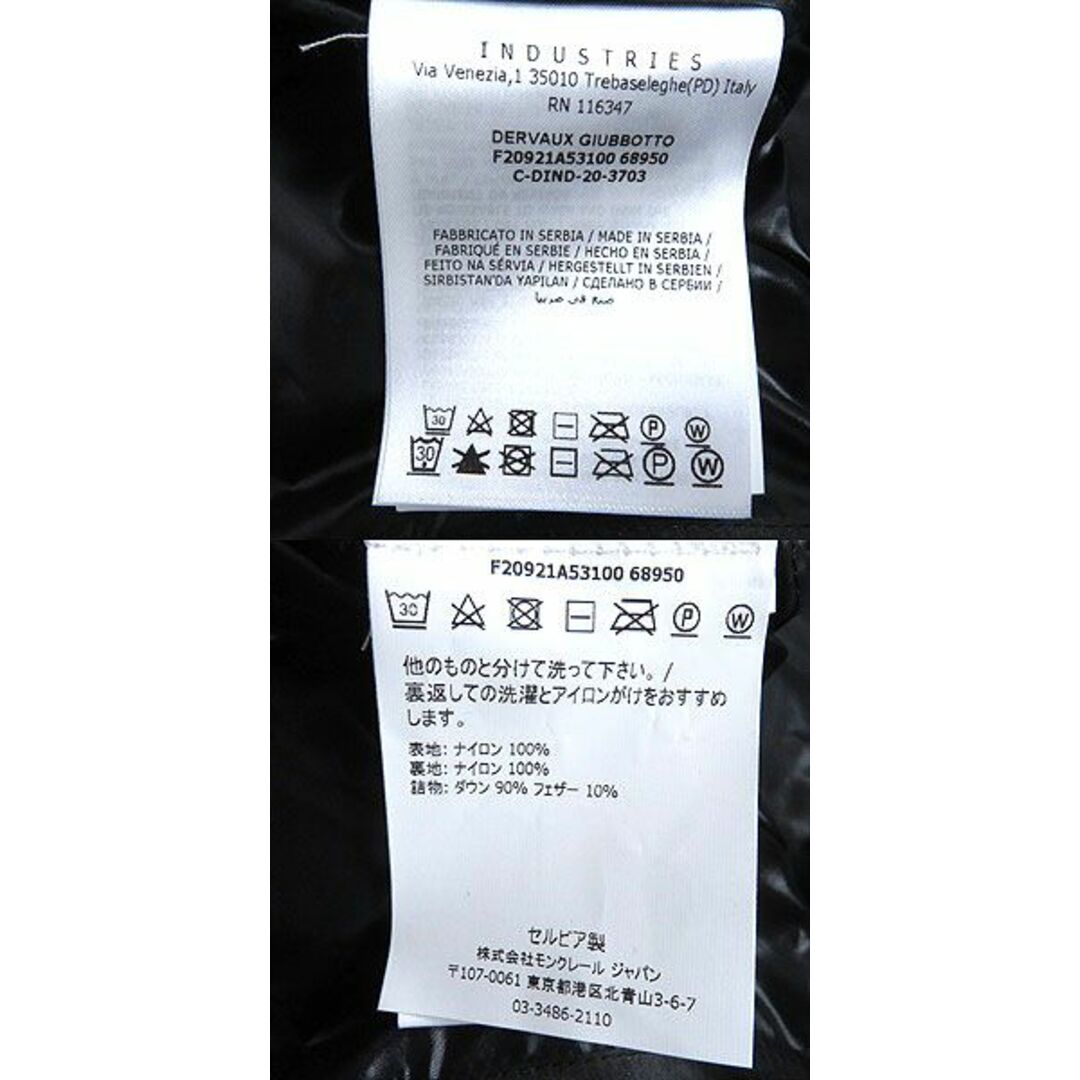 INDUSTRIES
Via Venezia,1 35010 Trebaseleghe(PD) Italy
RN 116347
DERVAUX GIUBBOTTO
F20921A53100 68950
C-DIND-20-3703
FABBRICATO IN SERBIA / MADE IN SERBIA /
FABRIQUÉ EN SERBIE / HECHO EN SERBIA /
FEITO NA SÉRVIA / HERGESTELLT IN SERBIEN /
SIRBISTAN'DA YAPILAN / СДЕЛАНО В СЕРБИИ /
صنع في صربيا
30 P W
30 P W
F20921A53100 68950
30 P W
他のものと分けて洗って下さい。/
裏返しての洗濯とアイロンがけをおすすめ
します。
表地: ナイロン 100%
裏地: ナイロン 100%
詰物: ダウン 90% フェザー 10%
セルビア製
株式会社モンクレール ジャパン
〒107-0061 東京都港区北青山3-6-7
03-3486-2110